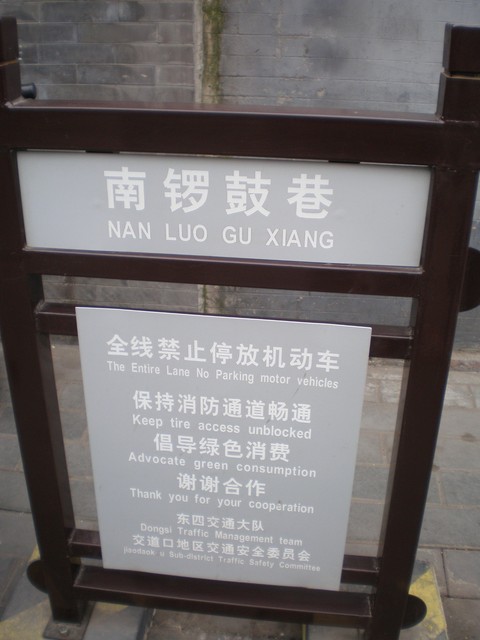 南锣鼓巷
NAN LUO GU XIANG
全线禁止停放机动车
The Entire Lane No Parking motor vehicles
保持消防通道畅通
Keep tire access unblocked
倡导绿色消费
Advocate green consumption
谢谢合作
Thank you for your cooperation
东四交通大队
Dongsi Traffic Management team
交道口地区交通安全委员会
Sub-district Traffic Safety Committee